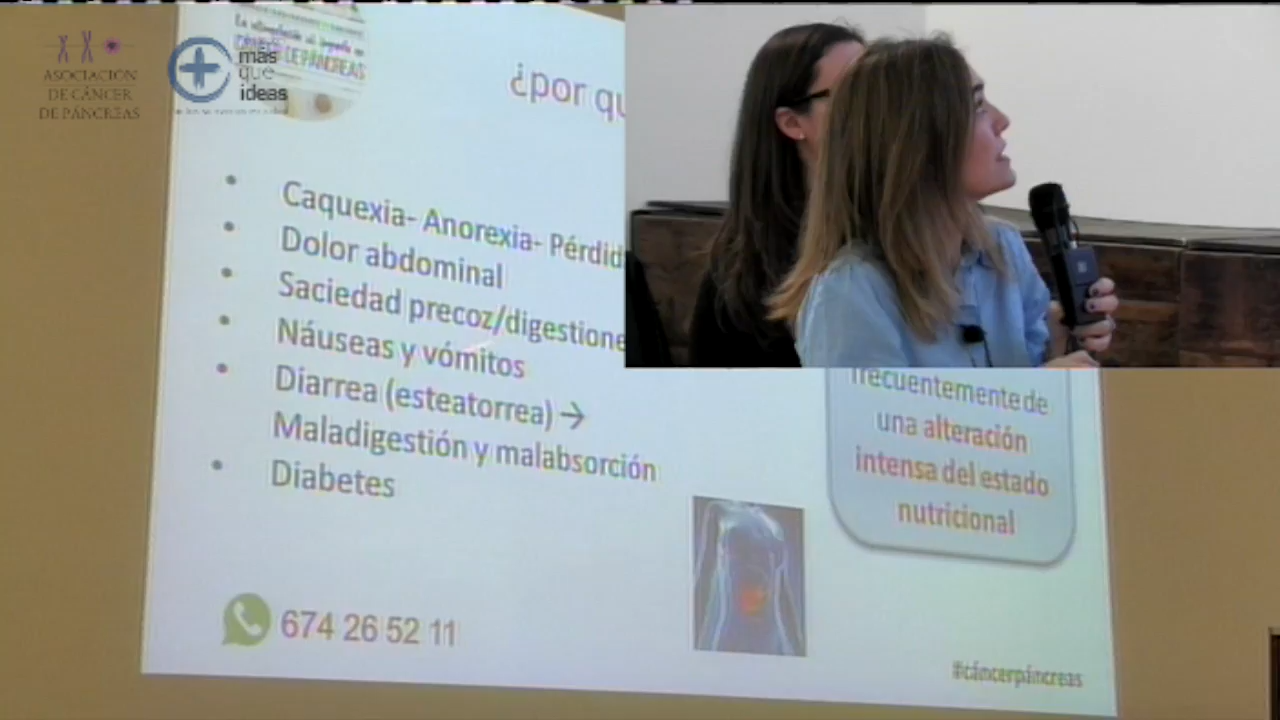 ASOCIACIÓN
DE CÁNCER
DE PÁNCREAS
más
que
ideas
DE PÁNCREAS
¿por qu
Caquexia- Anorexia- Pérdid
Dolor abdominal
Saciedad precoz/digestione
Náuseas y vómitos
Diarrea (esteatorrea) →
Maladigestión y malabsorción
Diabetes
frecuentemente de
una alteración
intensa del estado
nutricional
674 26 52 11
#cáncerpáncreas